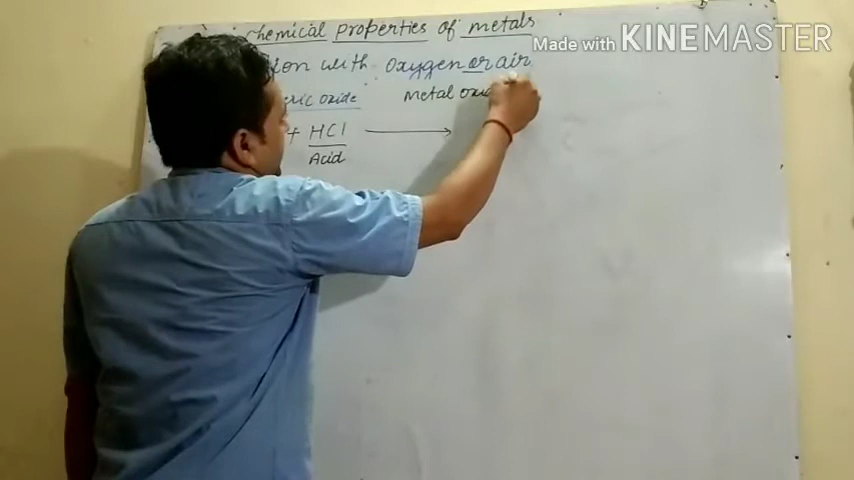 chemical properties of metals
Made with KINEMASTER
with oxygen or air
oxide Metal
+ HCl
Acid